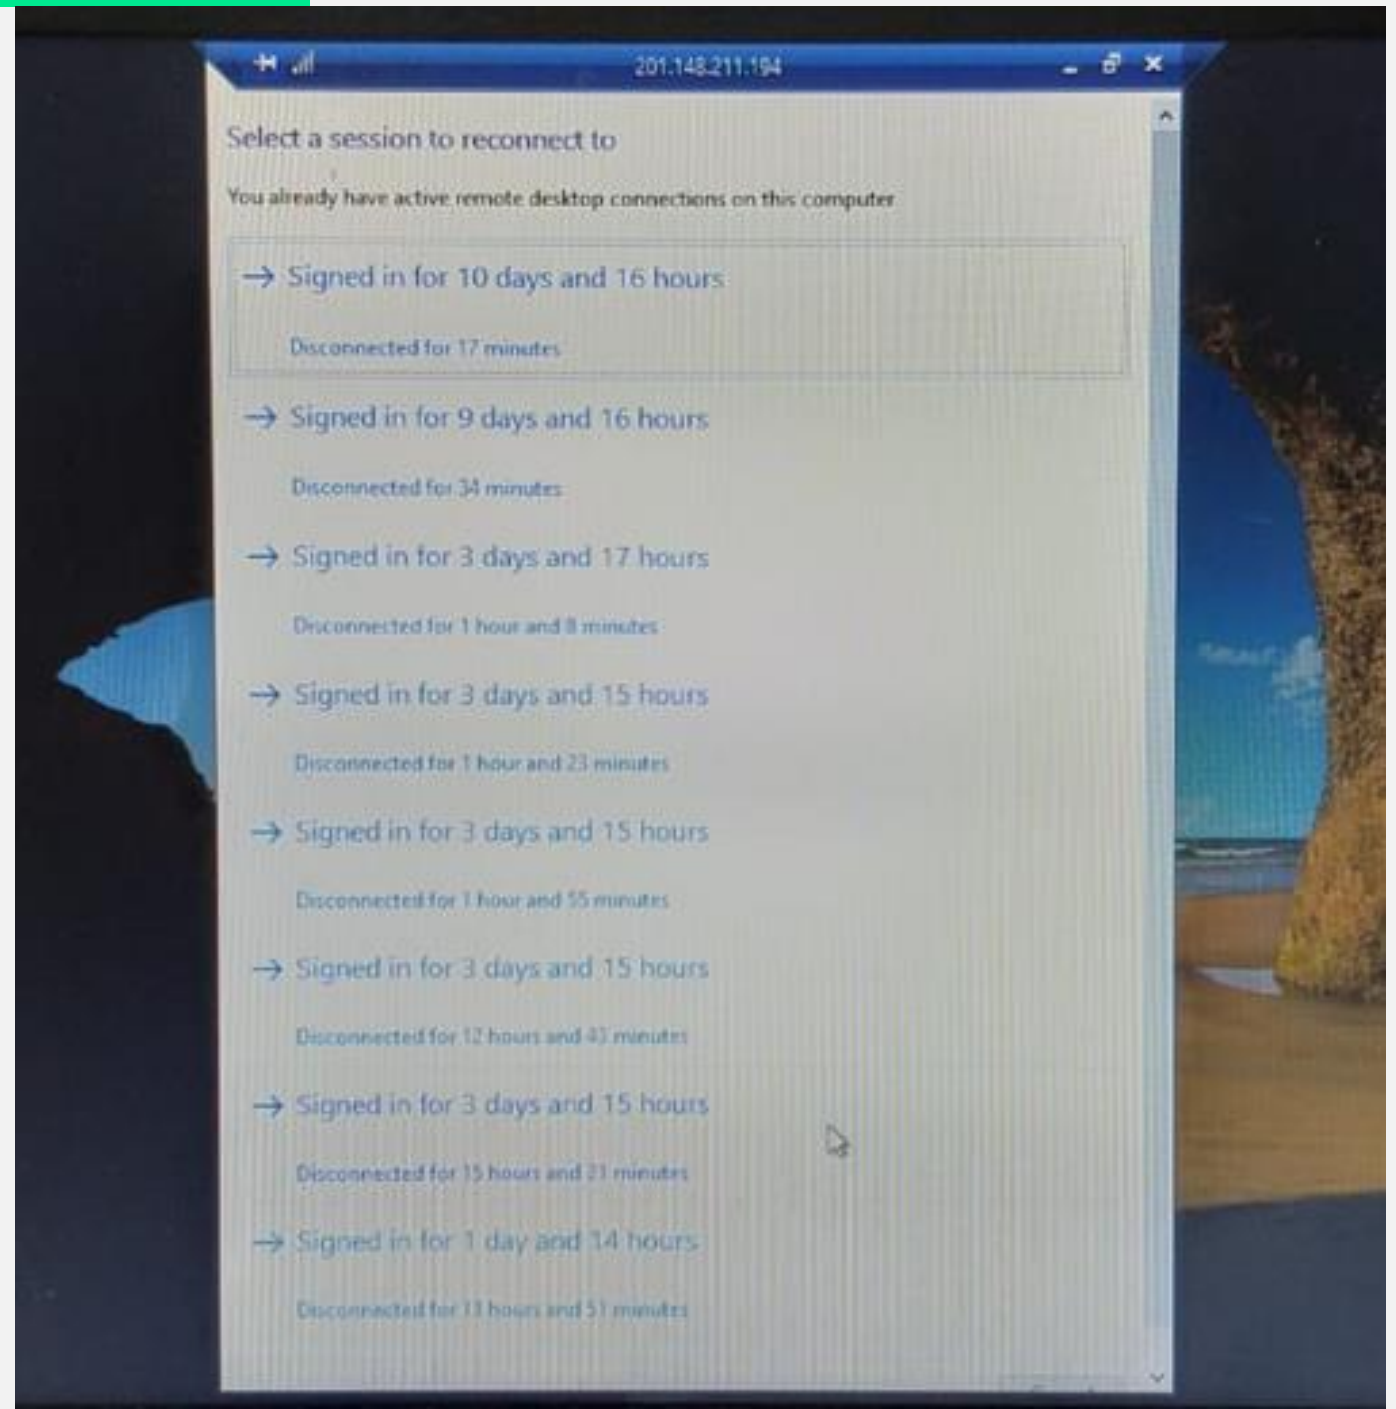 201.148.211.194
Select a session to reconnect to
You already have active remote desktop connections on this computer
Signed in for 10 days and 16 hours
Disconnected for 17 minutes
Signed in for 9 days and 16 hours
Disconnected for 34 minutes
Signed in for 3 days and 17 hours
Disconnected for 1 hour and 8 minutes
Signed in for 3 days and 15 hours
Disconnected for 1 hour and 23 minutes
Signed in for 3 days and 15 hours
Disconnected for 1 hour and 55 minutes
Signed in for 3 days and 15 hours
Disconnected for 12 hours and 43 minutes
Signed in for 3 days and 15 hours
Disconnected for 15 hours and 21 minutes
Signed in for 1 day and 14 hours
Disconnected for hours and 51 minutes